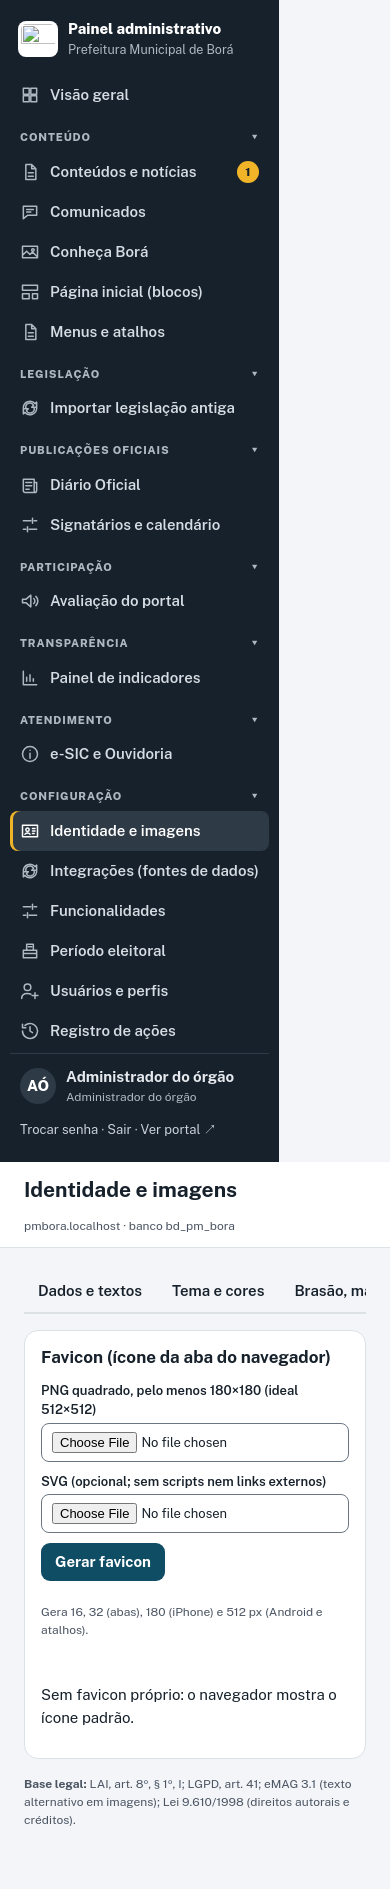 Painel administrativo
Prefeitura Municipal de Borá
Visão geral
CONTEÚDO
Conteúdos e notícias 1
Comunicados
Conheça Borá
Página inicial (blocos)
Menus e atalhos
LEGISLAÇÃO
Importar legislação antiga
PUBLICAÇÕES OFICIAIS
Diário Oficial
Signatários e calendário
PARTICIPAÇÃO
Avaliação do portal
TRANSPARÊNCIA
Painel de indicadores
ATENDIMENTO
e-SIC e Ouvidoria
CONFIGURAÇÃO
Identidade e imagens
Integrações (fontes de dados)
Funcionalidades
Período eleitoral
Usuários e perfis
Registro de ações
AÓ Administrador do órgão
Administrador do órgão
Trocar senha · Sair · Ver portal ↗
Identidade e imagens
pmbora.localhost · banco bd_pm_bora
Dados e textos Tema e cores Brasão, ma
Favicon (ícone da aba do navegador)
PNG quadrado, pelo menos 180×180 (ideal
512×512)
Choose File No file chosen
SVG (opcional; sem scripts nem links externos)
Choose File No file chosen
Gerar favicon
Gera 16, 32 (abas), 180 (iPhone) e 512 px (Android e
atalhos).
Sem favicon próprio: o navegador mostra o
ícone padrão.
Base legal: LAI, art. 8º, § 1º, I; LGPD, art. 41; eMAG 3.1 (texto
alternativo em imagens); Lei 9.610/1998 (direitos autorais e
créditos).